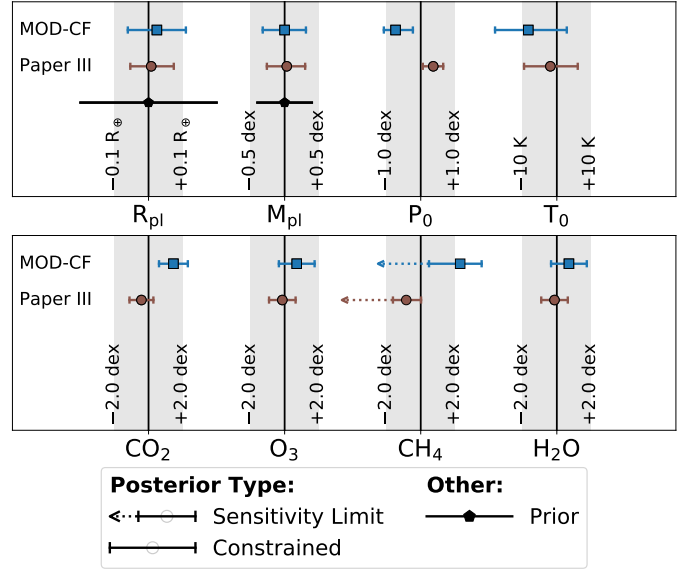 MOD-CF
Paper III
−0.1 R⊕ +0.1 R⊕ −0.5 dex +0.5 dex −1.0 dex +1.0 dex −10 K +10 K
Rpl Mpl P0 T0
MOD-CF
Paper III
−2.0 dex +2.0 dex −2.0 dex +2.0 dex −2.0 dex +2.0 dex −2.0 dex +2.0 dex
CO2 O3 CH4 H2O
Posterior Type: Other:
Sensitivity Limit Prior
Constrained